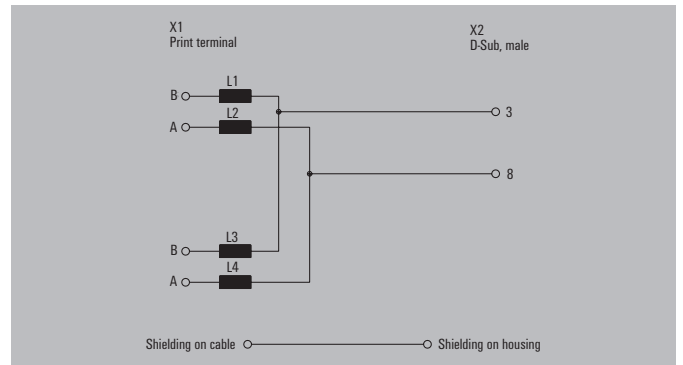 X1
Print terminal
X2
D-Sub, male
L1
B
3
L2
A
8
L3
B
L4
A
Shielding on cable
Shielding on housing